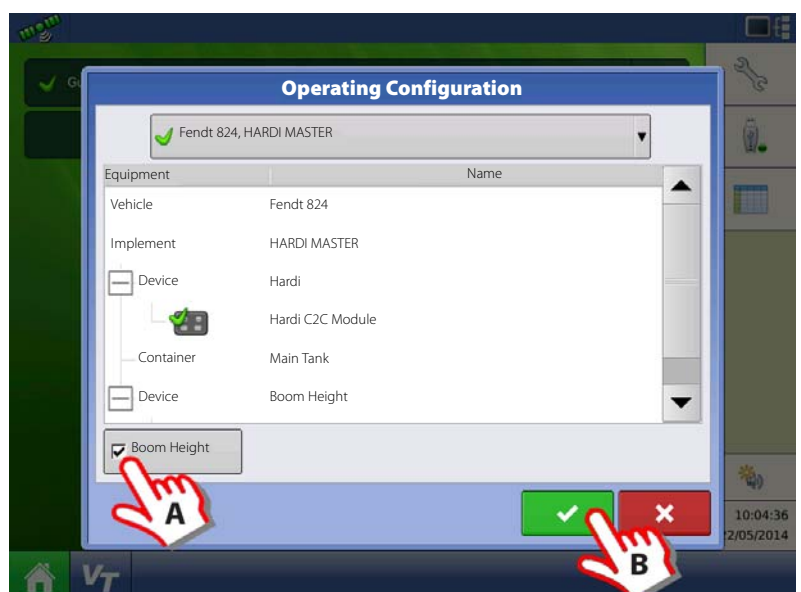 Operating Configuration
Fendt 824, HARDI MASTER
Equipment Name
Vehicle Fendt 824
Implement HARDI MASTER
Device Hardi
Hardi C2C Module
Container Main Tank
Device Boom Height
Boom Height
A
B
10:04:36
2/05/2014
VT